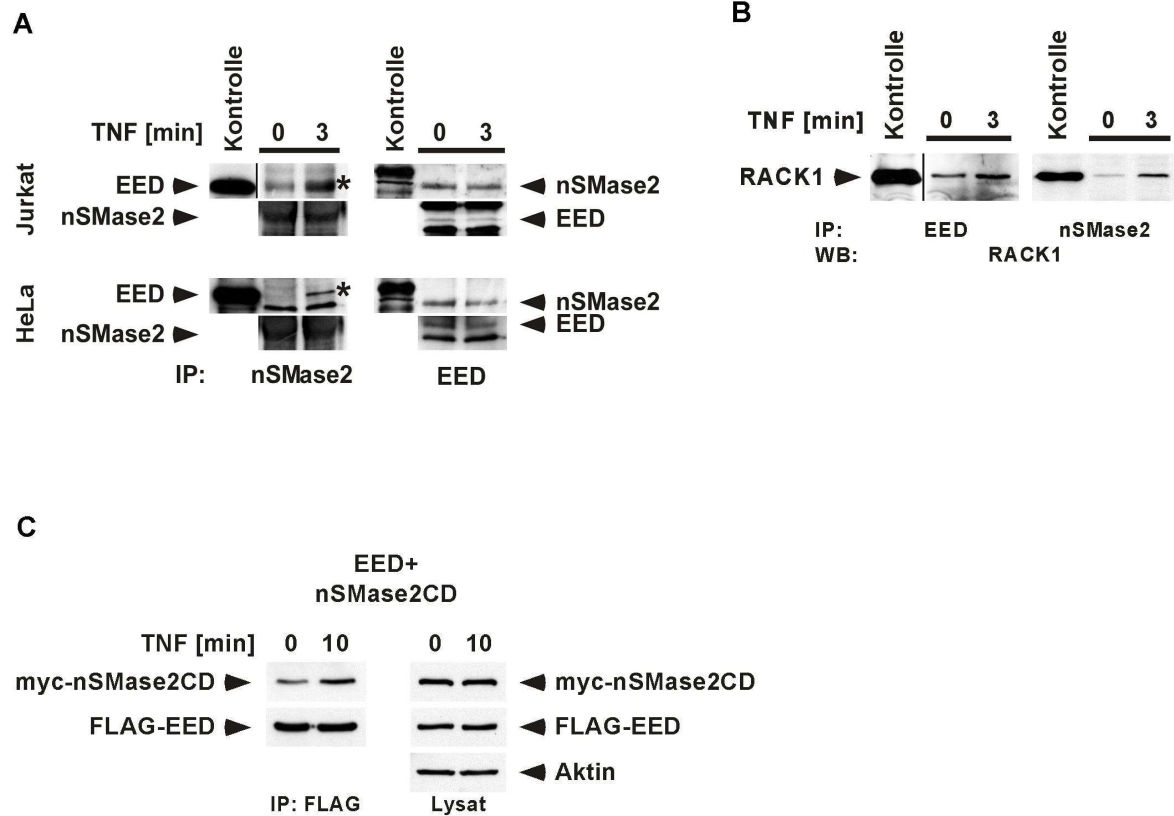 A
Kontrolle
Kontrolle
TNF [min]
0 3
0 3
Jurkat
EED
*
nSMase2
nSMase2
EED
HeLa
EED
*
nSMase2
nSMase2
EED
IP: nSMase2 EED
B
Kontrolle
Kontrolle
TNF [min] 0 3 0 3
RACK1
IP: EED nSMase2
WB: RACK1
C
EED+
nSMase2CD
TNF [min] 0 10 0 10
myc-nSMase2CD myc-nSMase2CD
FLAG-EED FLAG-EED
Aktin
IP: FLAG Lysat